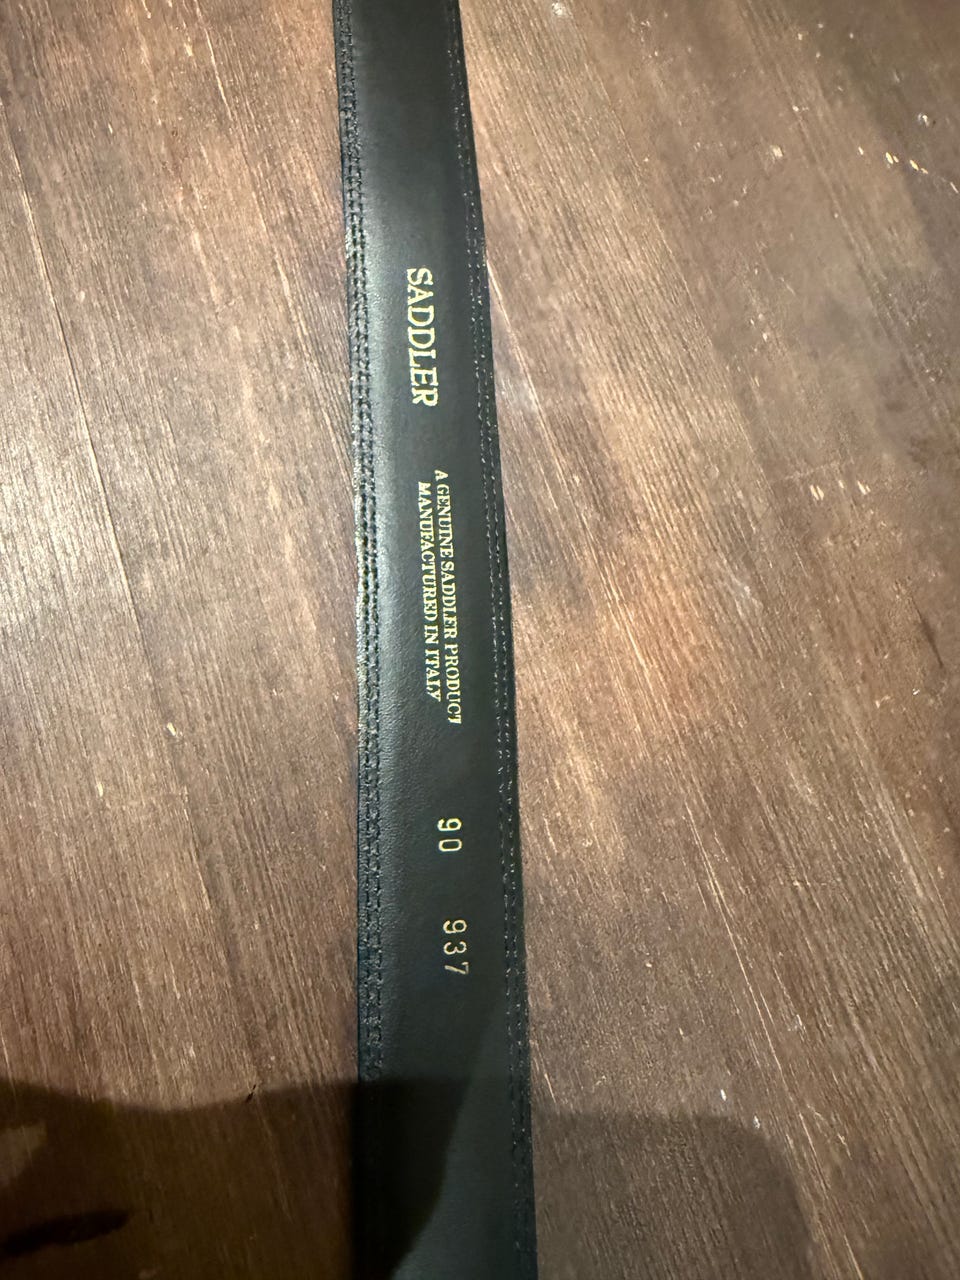 SADDLER
A GENUINE SADDLER PRODUCT
MANUFACTURED IN ITALY
90
937